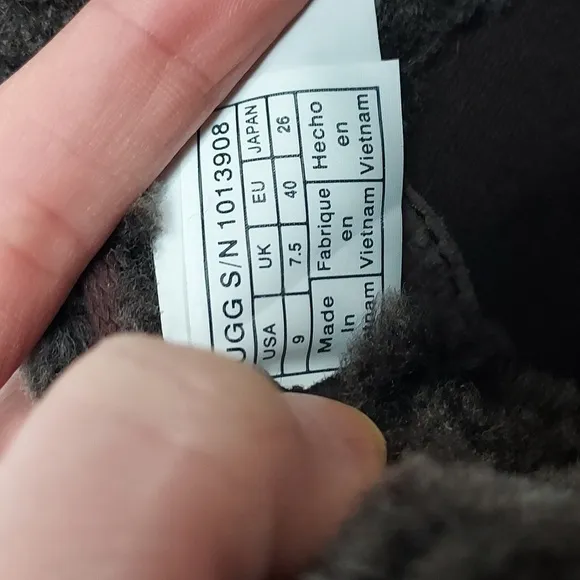 UGG S/N 1013908
USA UK EU JAPAN
9 7.5 40 26
Made Fabrique Hecho
In en en
Vietnam Vietnam